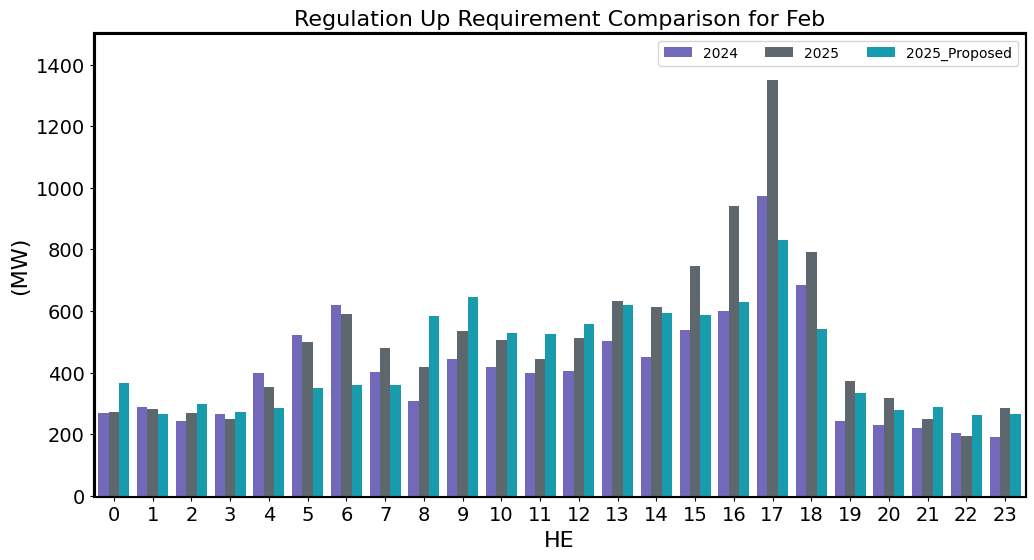 Regulation Up Requirement Comparison for Feb
2024 2025 2025_Proposed
(MW)
1400
1200
1000
800
600
400
200
0
0 1 2 3 4 5 6 7 8 9 10 11 12 13 14 15 16 17 18 19 20 21 22 23
HE